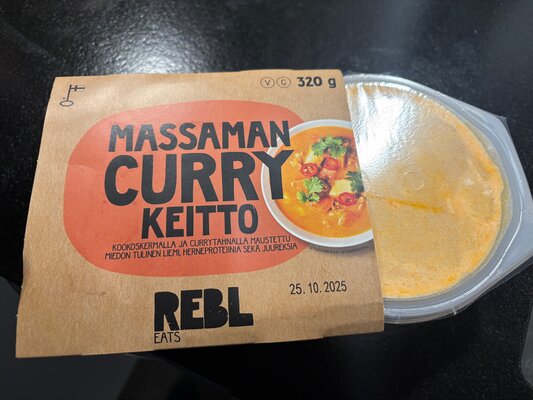 V G 320 g
MASSAMAN
CURRY
KEITTO
KOOKOSKERMALLA JA CURRYTAHNALLA MAUSTETTU
MIEDON TULINEN LIEMI, HERNEPROTEIINIA SEKÄ JUUREKSIA
25.10.2025
REBL
EATS